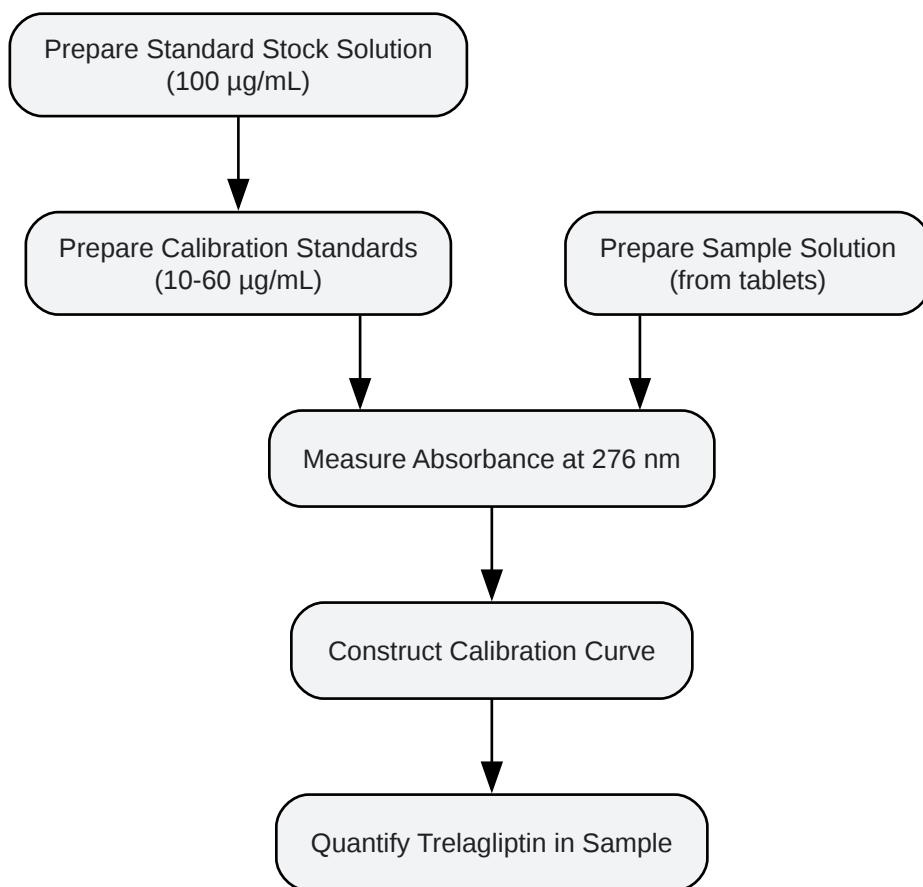 Prepare Standard Stock Solution
(100 µg/mL)
Prepare Calibration Standards
(10-60 µg/mL)
Prepare Sample Solution
(from tablets)
Measure Absorbance at 276 nm
Construct Calibration Curve
Quantify Trelagliptin in Sample